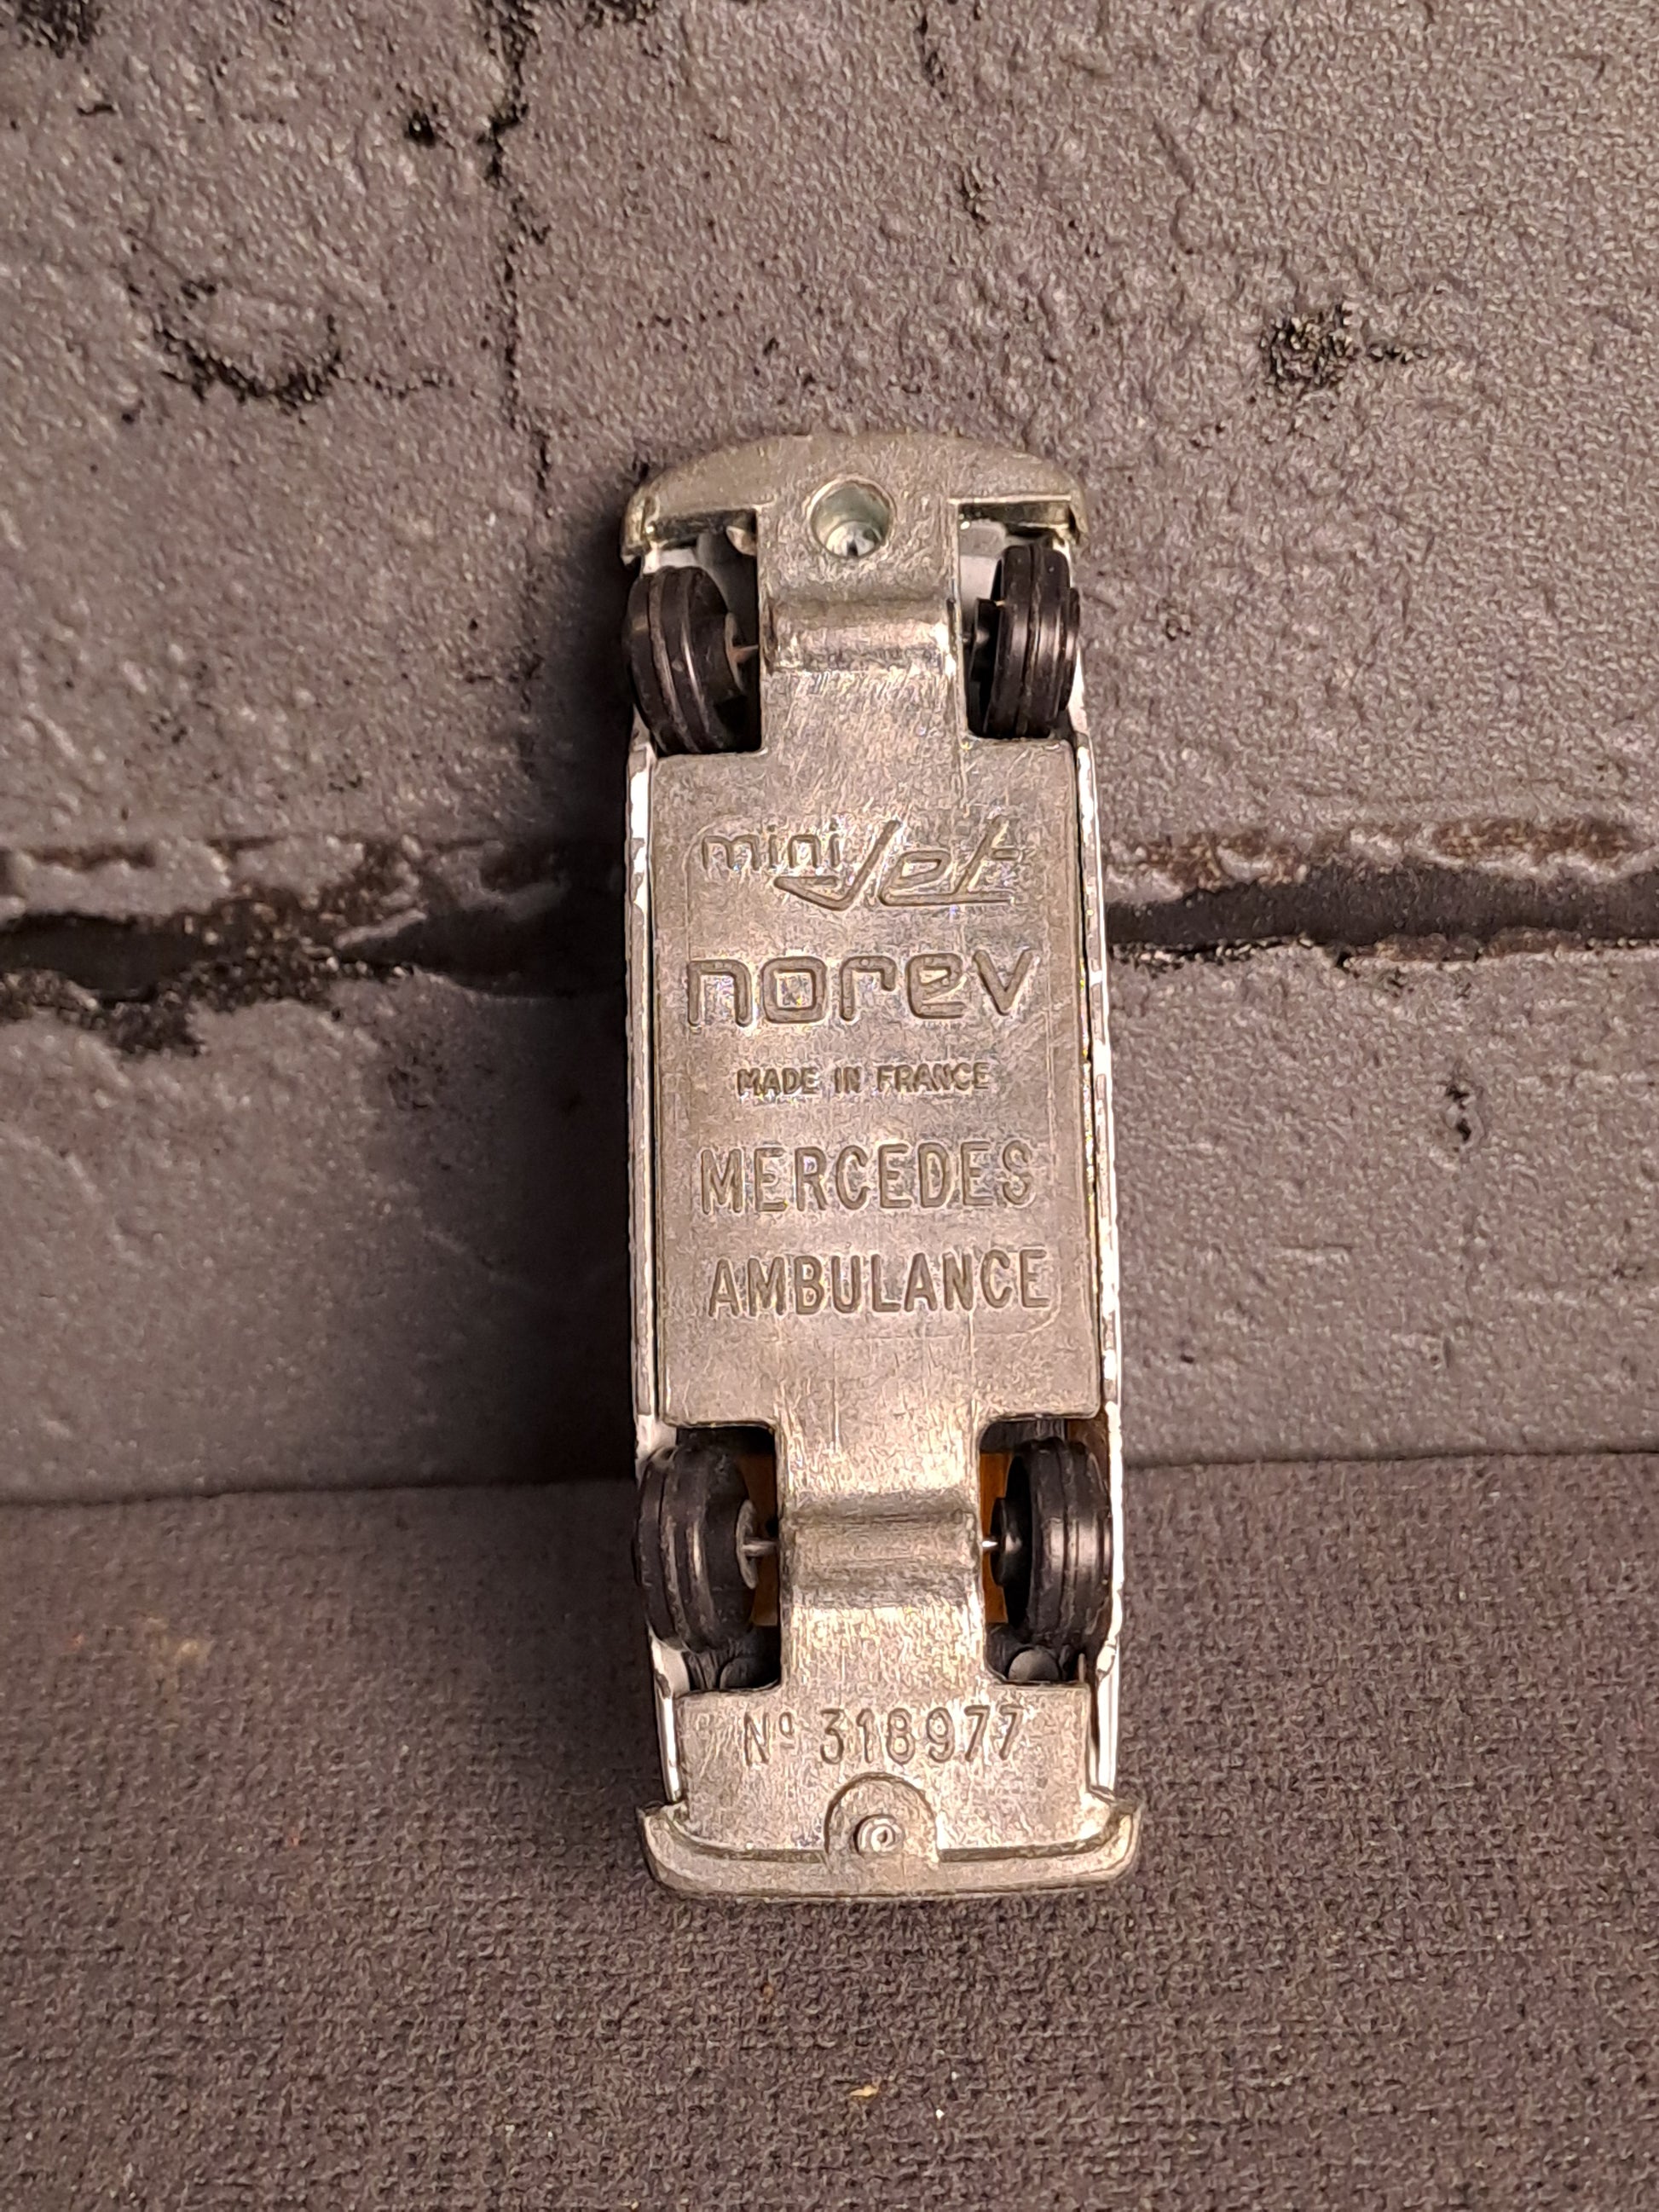 mini Jet
norev
MADE IN FRANCE
MERCEDES
AMBULANCE
Nº 318977